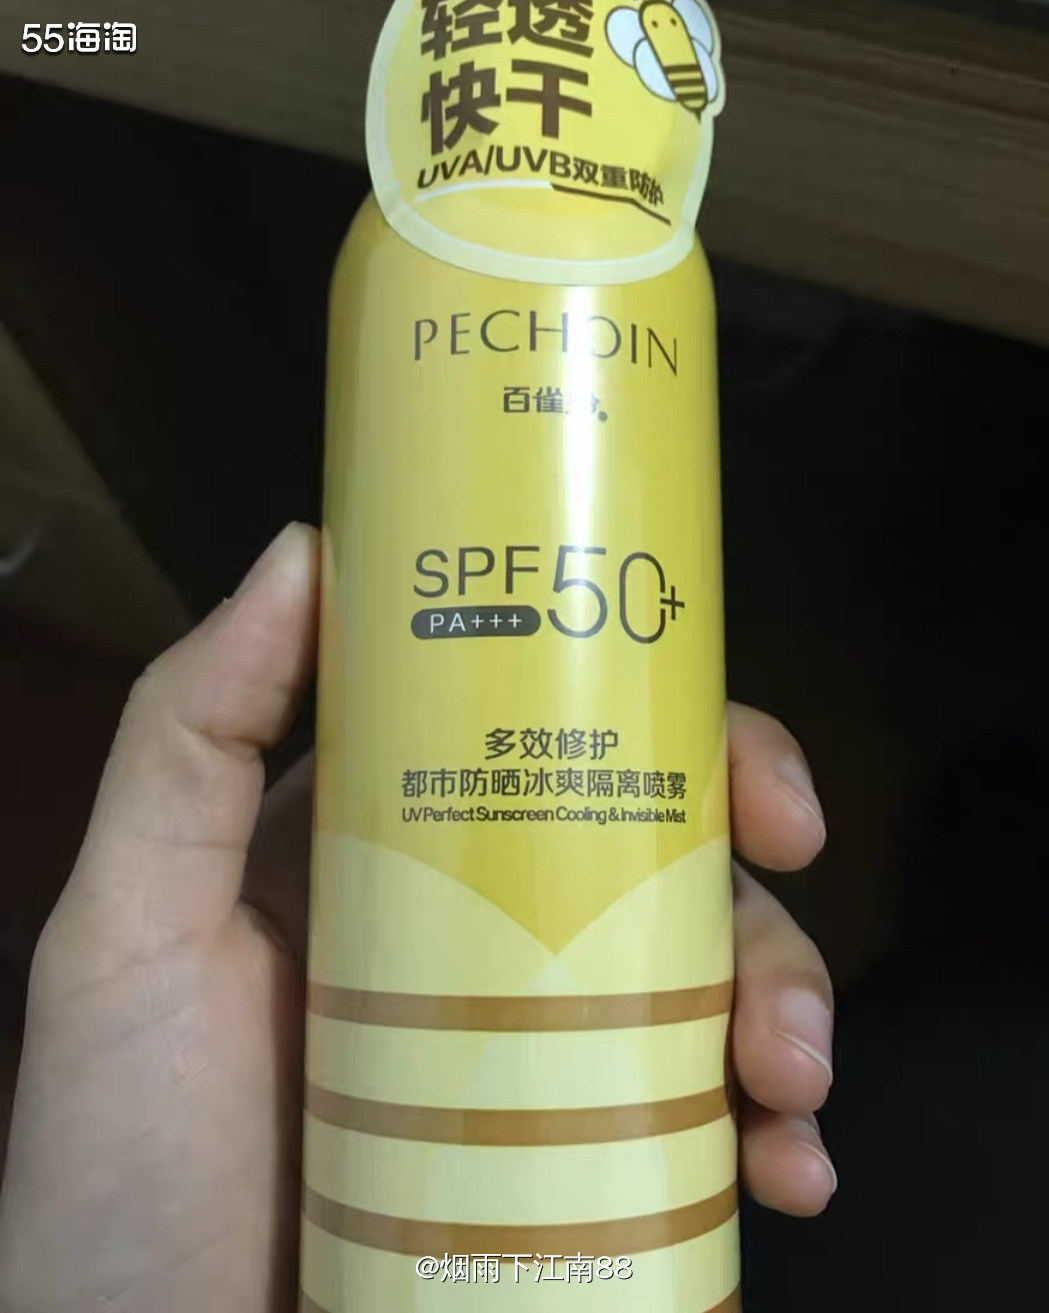 55海淘
轻透
快干
UVA/UVB双重防护
PECHOIN
百雀羚
SPF50+
PA+++
多效修护
都市防晒冰爽隔离喷雾
UV Perfect Sunscreen Cooling & Invisible Mist
@烟雨下江南88